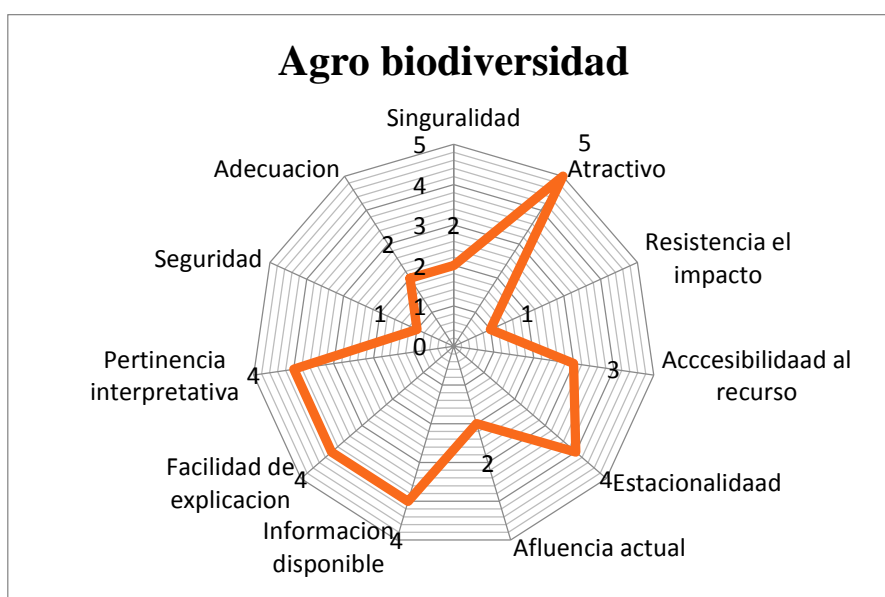 Agro biodiversidad
Singuralidad
5
5
Adecuacion
Atractivo
4
3
2
2
Resistencia el
impacto
Seguridad
2
1
1
1
0
Pertinencia
interpretativa
4
3
Acccesibilidaad al
recurso
Facilidad de
explicacion
4
2
4
Estacionalidaad
Informacion
disponible
4
Afluencia actual